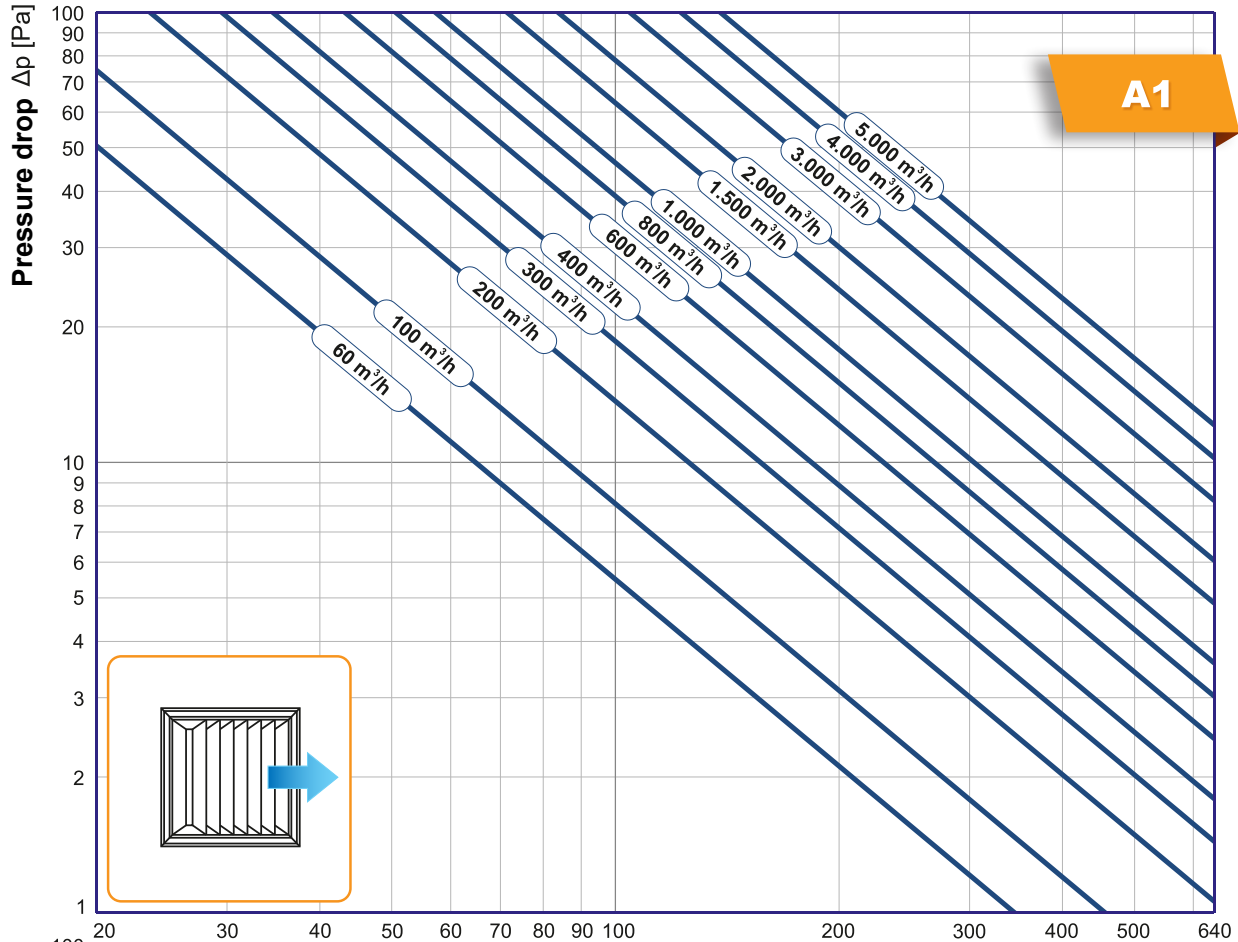 Pressure drop Δp [Pa]
100
90
80
70
60
50
40
30
20
10
9
8
7
6
5
4
3
2
1
A1
5.000 m³/h
4.000 m³/h
3.000 m³/h
2.000 m³/h
1.500 m³/h
1.000 m³/h
800 m³/h
600 m³/h
400 m³/h
300 m³/h
200 m³/h
100 m³/h
60 m³/h
20 30 40 50 60 70 80 90 100 200 300 400 500 640
100